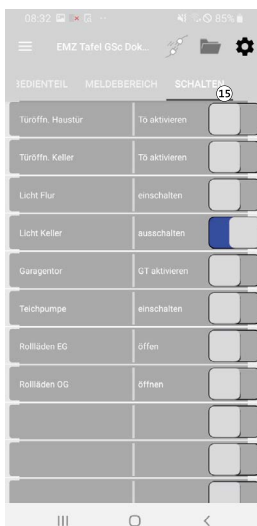 08:32
85%
EMZ Tafel GSc Dok..
BEDIENTEIL MELDEBEREICH SCHALTEN
15
Türöffn. Haustür Tö aktivieren
Türöffn. Keller Tö aktivieren
Licht Flur einschalten
Licht Keller ausschalten
Garagentor GT aktivieren
Teichpumpe einschalten
Rollläden EG öffen
Rollläden OG öffnen